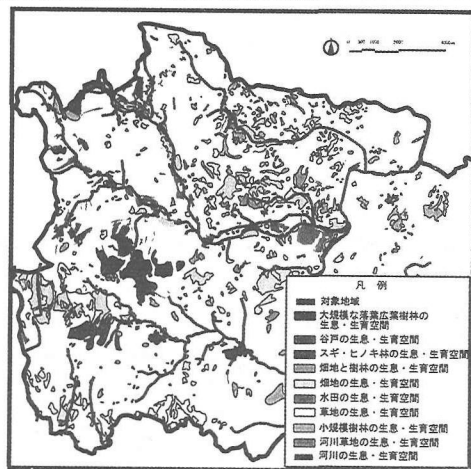 凡 例
対象地域
大規模な落葉広葉樹林の
生息・生育空間
谷戸の生息・生育空間
スギ・ヒノキ林の生息・生育空間
畑地と樹林の生息・生育空間
畑地の生息・生育空間
水田の生息・生育空間
草地の生息・生育空間
小規模樹林の生息・生育空間
河川草地の生息・生育空間
河川の生息・生育空間